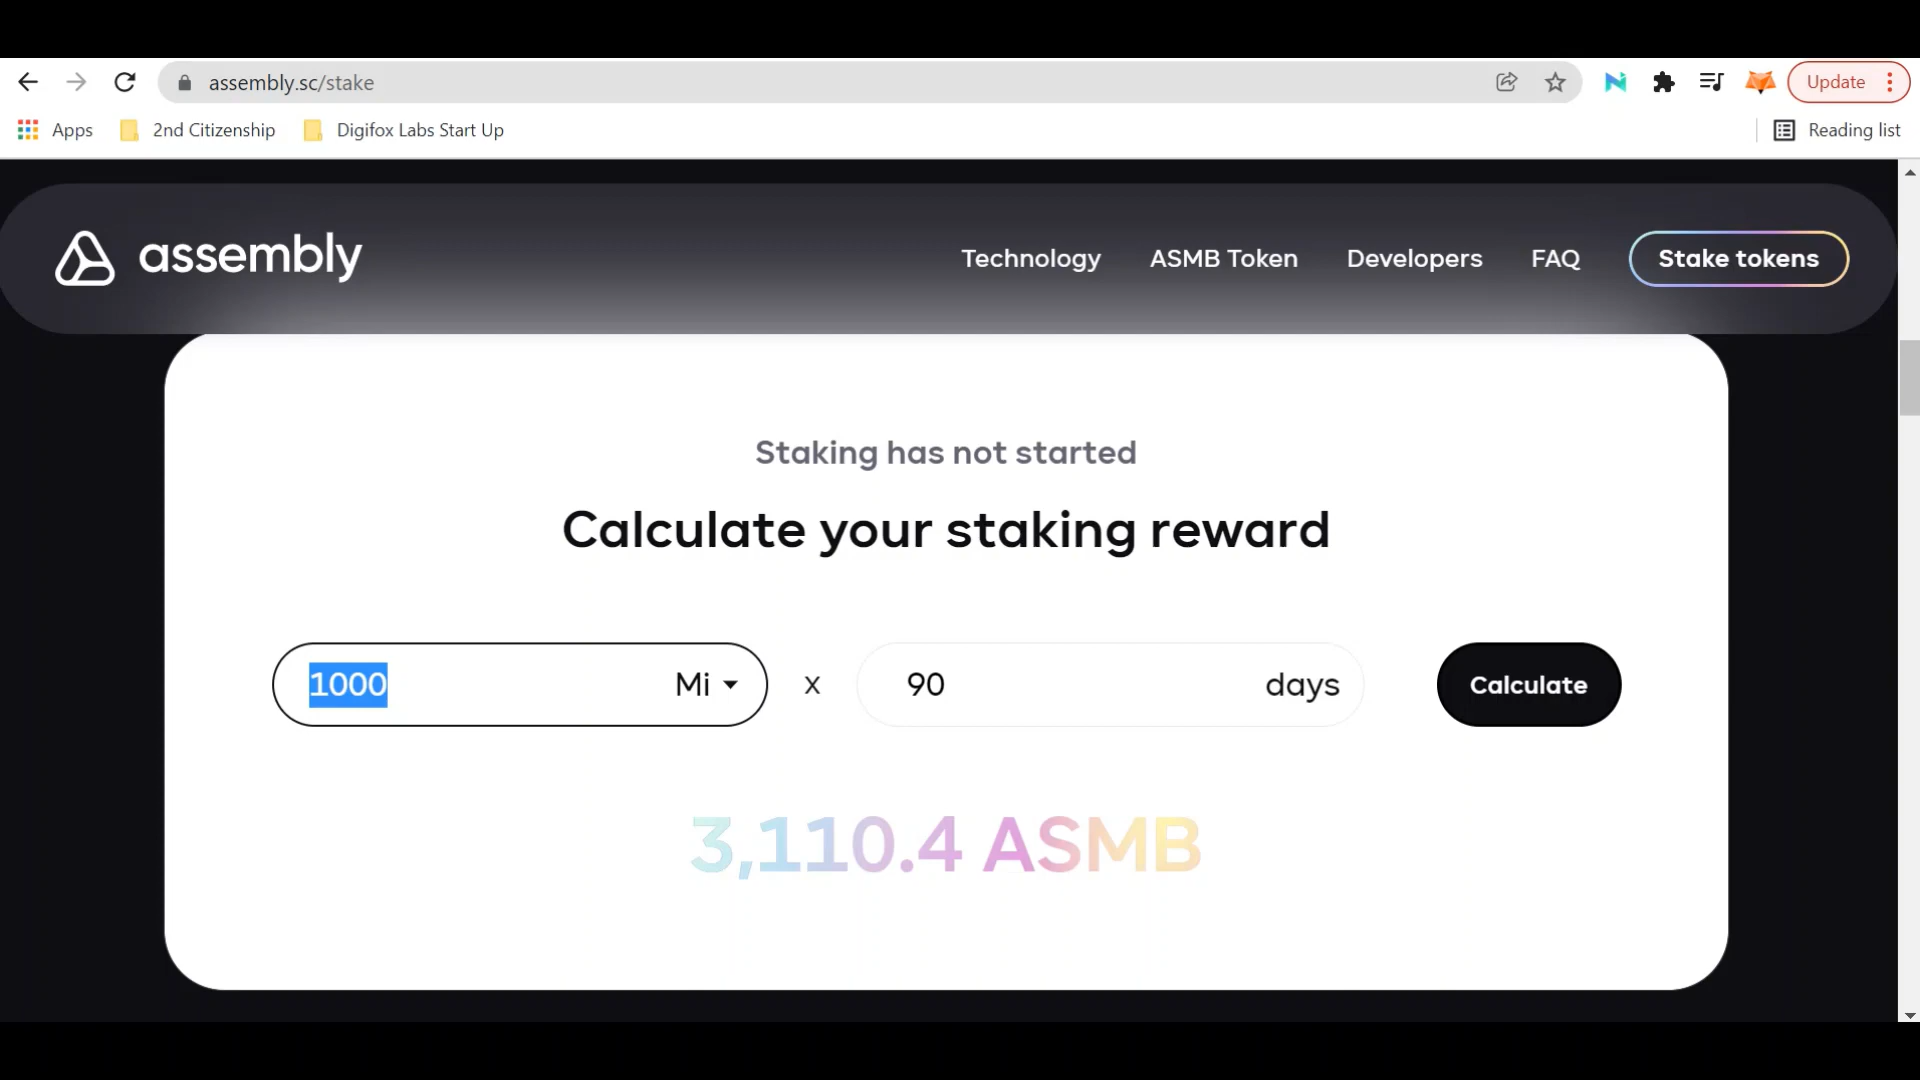 assembly.sc/stake
Update
Apps
2nd Citizenship
Digifox Labs Start Up
Reading list
assembly
Technology
ASMB Token
Developers
FAQ
Stake tokens
Staking has not started
Calculate your staking reward
1000 Mi x 90 days Calculate
3,110.4 ASMB